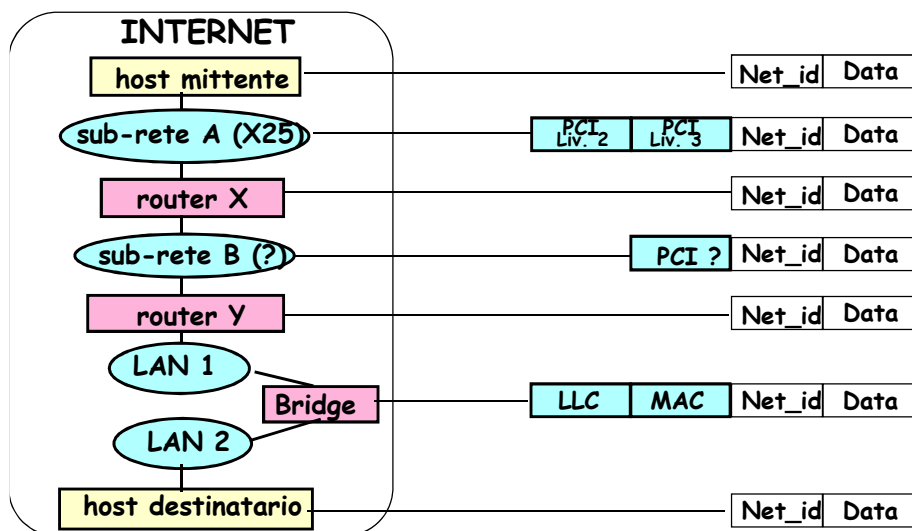 INTERNET
host mittente Net_id Data
sub-rete A (X25) PCI Liv. 2 PCI Liv. 3 Net_id Data
router X Net_id Data
sub-rete B (?) PCI ? Net_id Data
router Y Net_id Data
LAN 1
Bridge LLC MAC Net_id Data
LAN 2
host destinatario Net_id Data